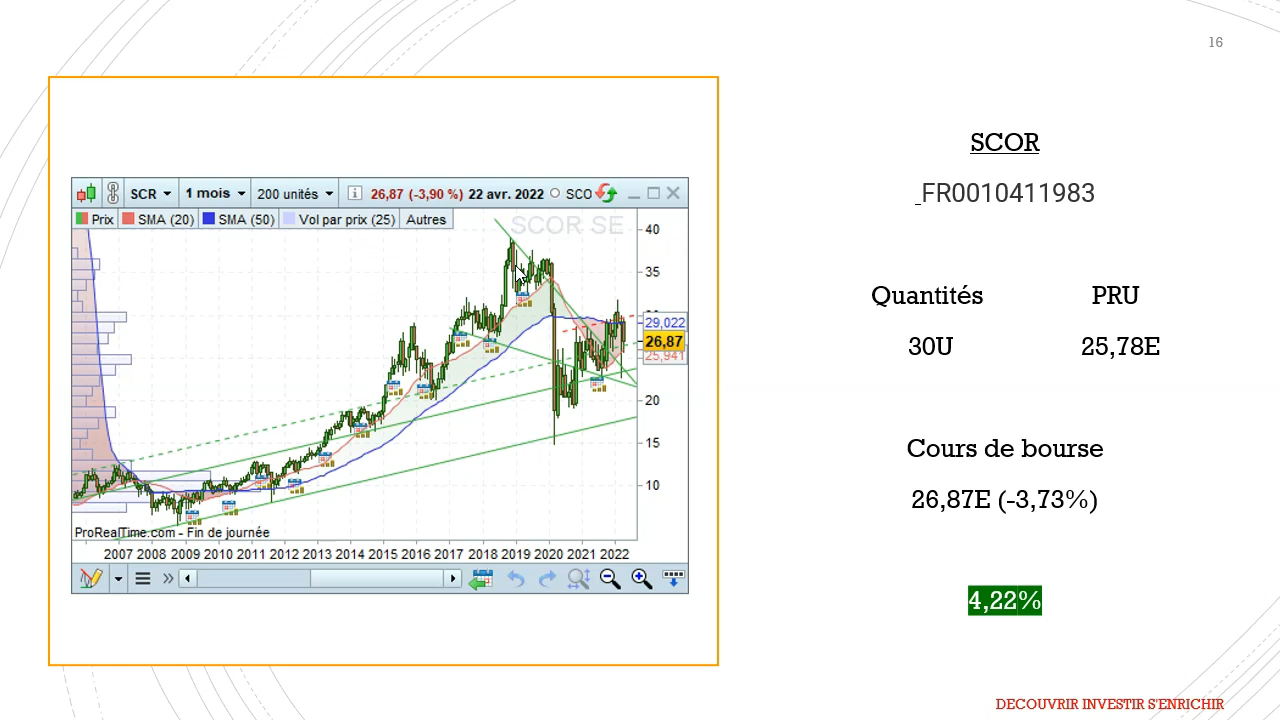 16
SCR 1 mois 200 unités 26,87 (-3,90 %) 22 avr. 2022 SCO
Prix SMA (20) SMA (50) Vol par prix (25) Autres
SCOR SE
40
35
29,022
26,87
25,941
20
15
10
ProRealTime.com - Fin de journée
2007 2008 2009 2010 2011 2012 2013 2014 2015 2016 2017 2018 2019 2020 2021 2022
SCOR
FR0010411983
Quantités PRU
30U 25,78E
Cours de bourse
26,87E (-3,73%)
4,22%
DECOUVRIR INVESTIR S'ENRICHIR